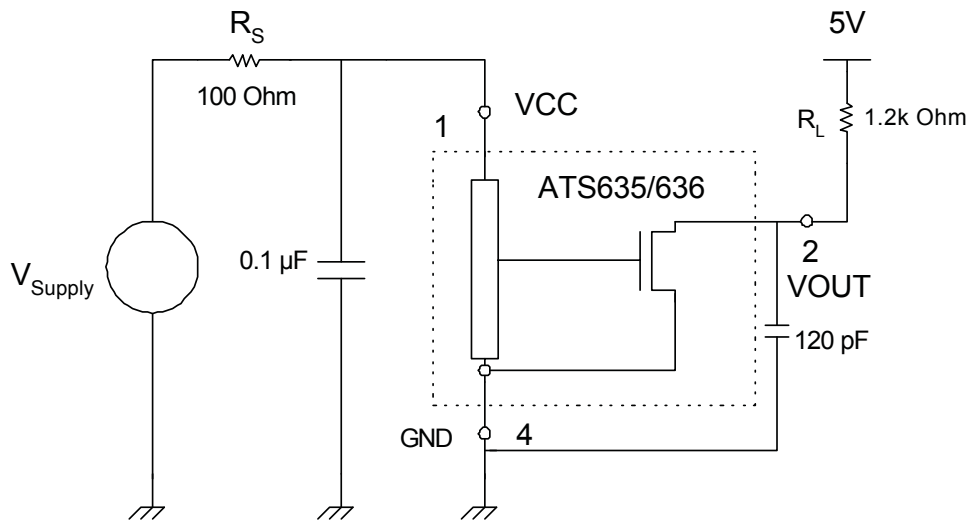 R_S
100 Ohm
5V
VCC
1
R_L
1.2k Ohm
ATS635/636
V_Supply
0.1 µF
2
VOUT
120 pF
GND
4